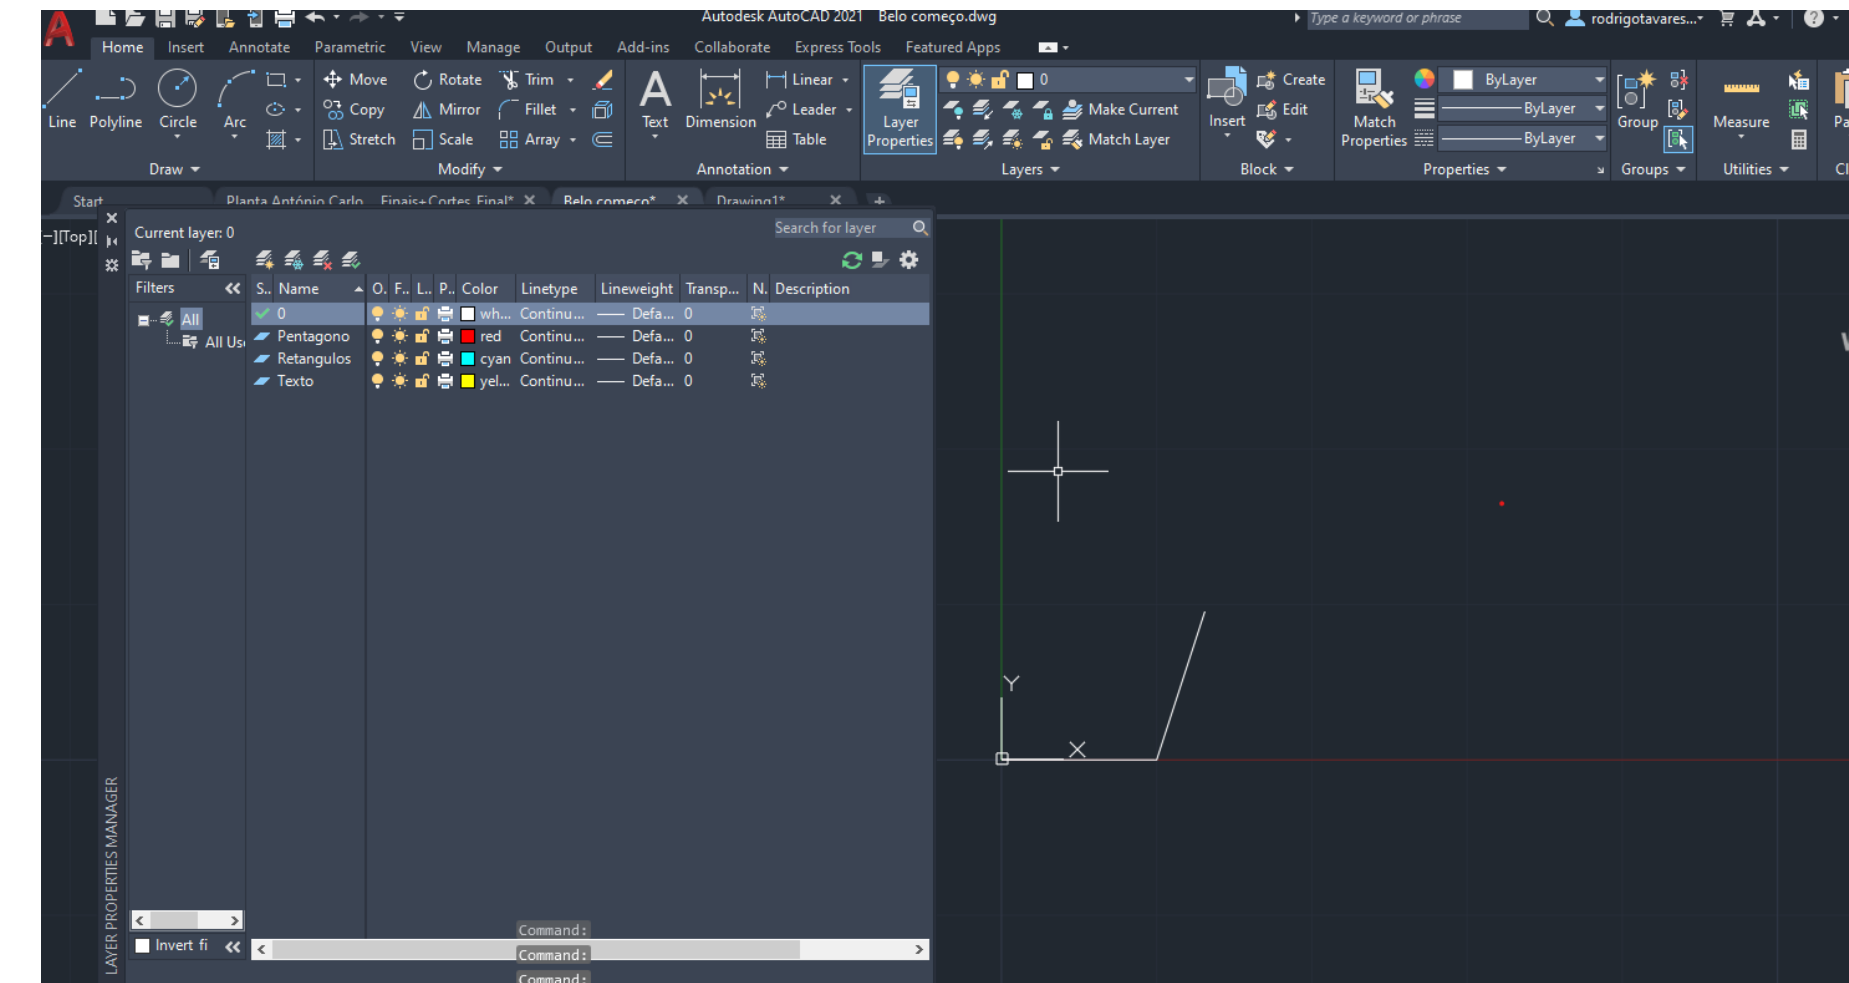 Autodesk AutoCAD 2021 Belo começo.dwg
Type a keyword or phrase
rodrigotavares...
Home Insert Annotate Parametric View Manage Output Add-ins Collaborate Express Tools Featured Apps
Line Polyline Circle Arc
Draw
Move Rotate Trim
Copy Mirror Fillet
Stretch Scale Array
Modify
Text Dimension
Linear
Leader
Table
Annotation
Layer Properties
0
Make Current
Match Layer
Layers
Insert
Create
Edit
Block
Match Properties
ByLayer
ByLayer
ByLayer
Properties
Group
Groups
Measure
Utilities
Start Planta António Carlo Finais+Cortes Final* Belo começo* Drawing1*
[−][Top][
Current layer: 0
Search for layer
Filters S.. Name O. F.. L.. P.. Color Linetype Lineweight Transp... N. Description
All
All Use
0 wh... Continu... Defa... 0
Pentagono red Continu... Defa... 0
Retangulos cyan Continu... Defa... 0
Texto yel... Continu... Defa... 0
Y
X
LAYER PROPERTIES MANAGER
Invert fi
Command:
Command:
Command: